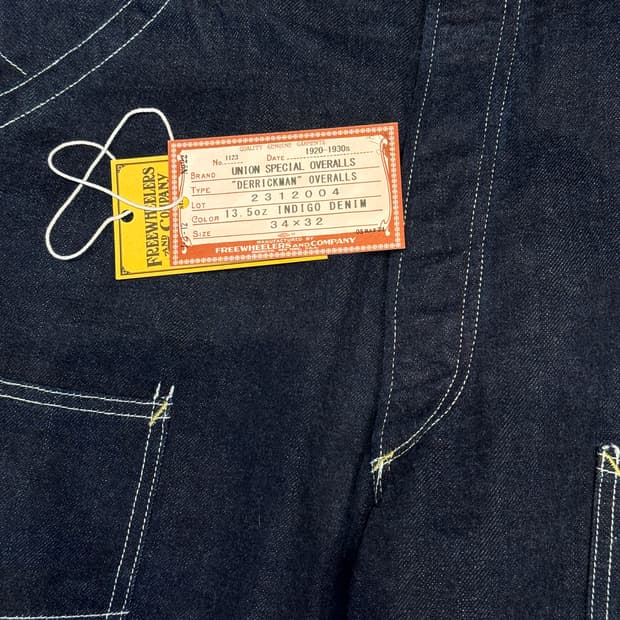 QUALITY GENUINE GARMENTS
No. 1123 DATE 1920-1930s
BRAND UNION SPECIAL OVERALLS
TYPE "DERRICKMAN" OVERALLS
LOT 2312004
COLOR 13.5oz INDIGO DENIM
SIZE 34×32
MANUFACTURED BY
FREEWHEELERS AND COMPANY
FREEWHEELERS
AND COMPANY